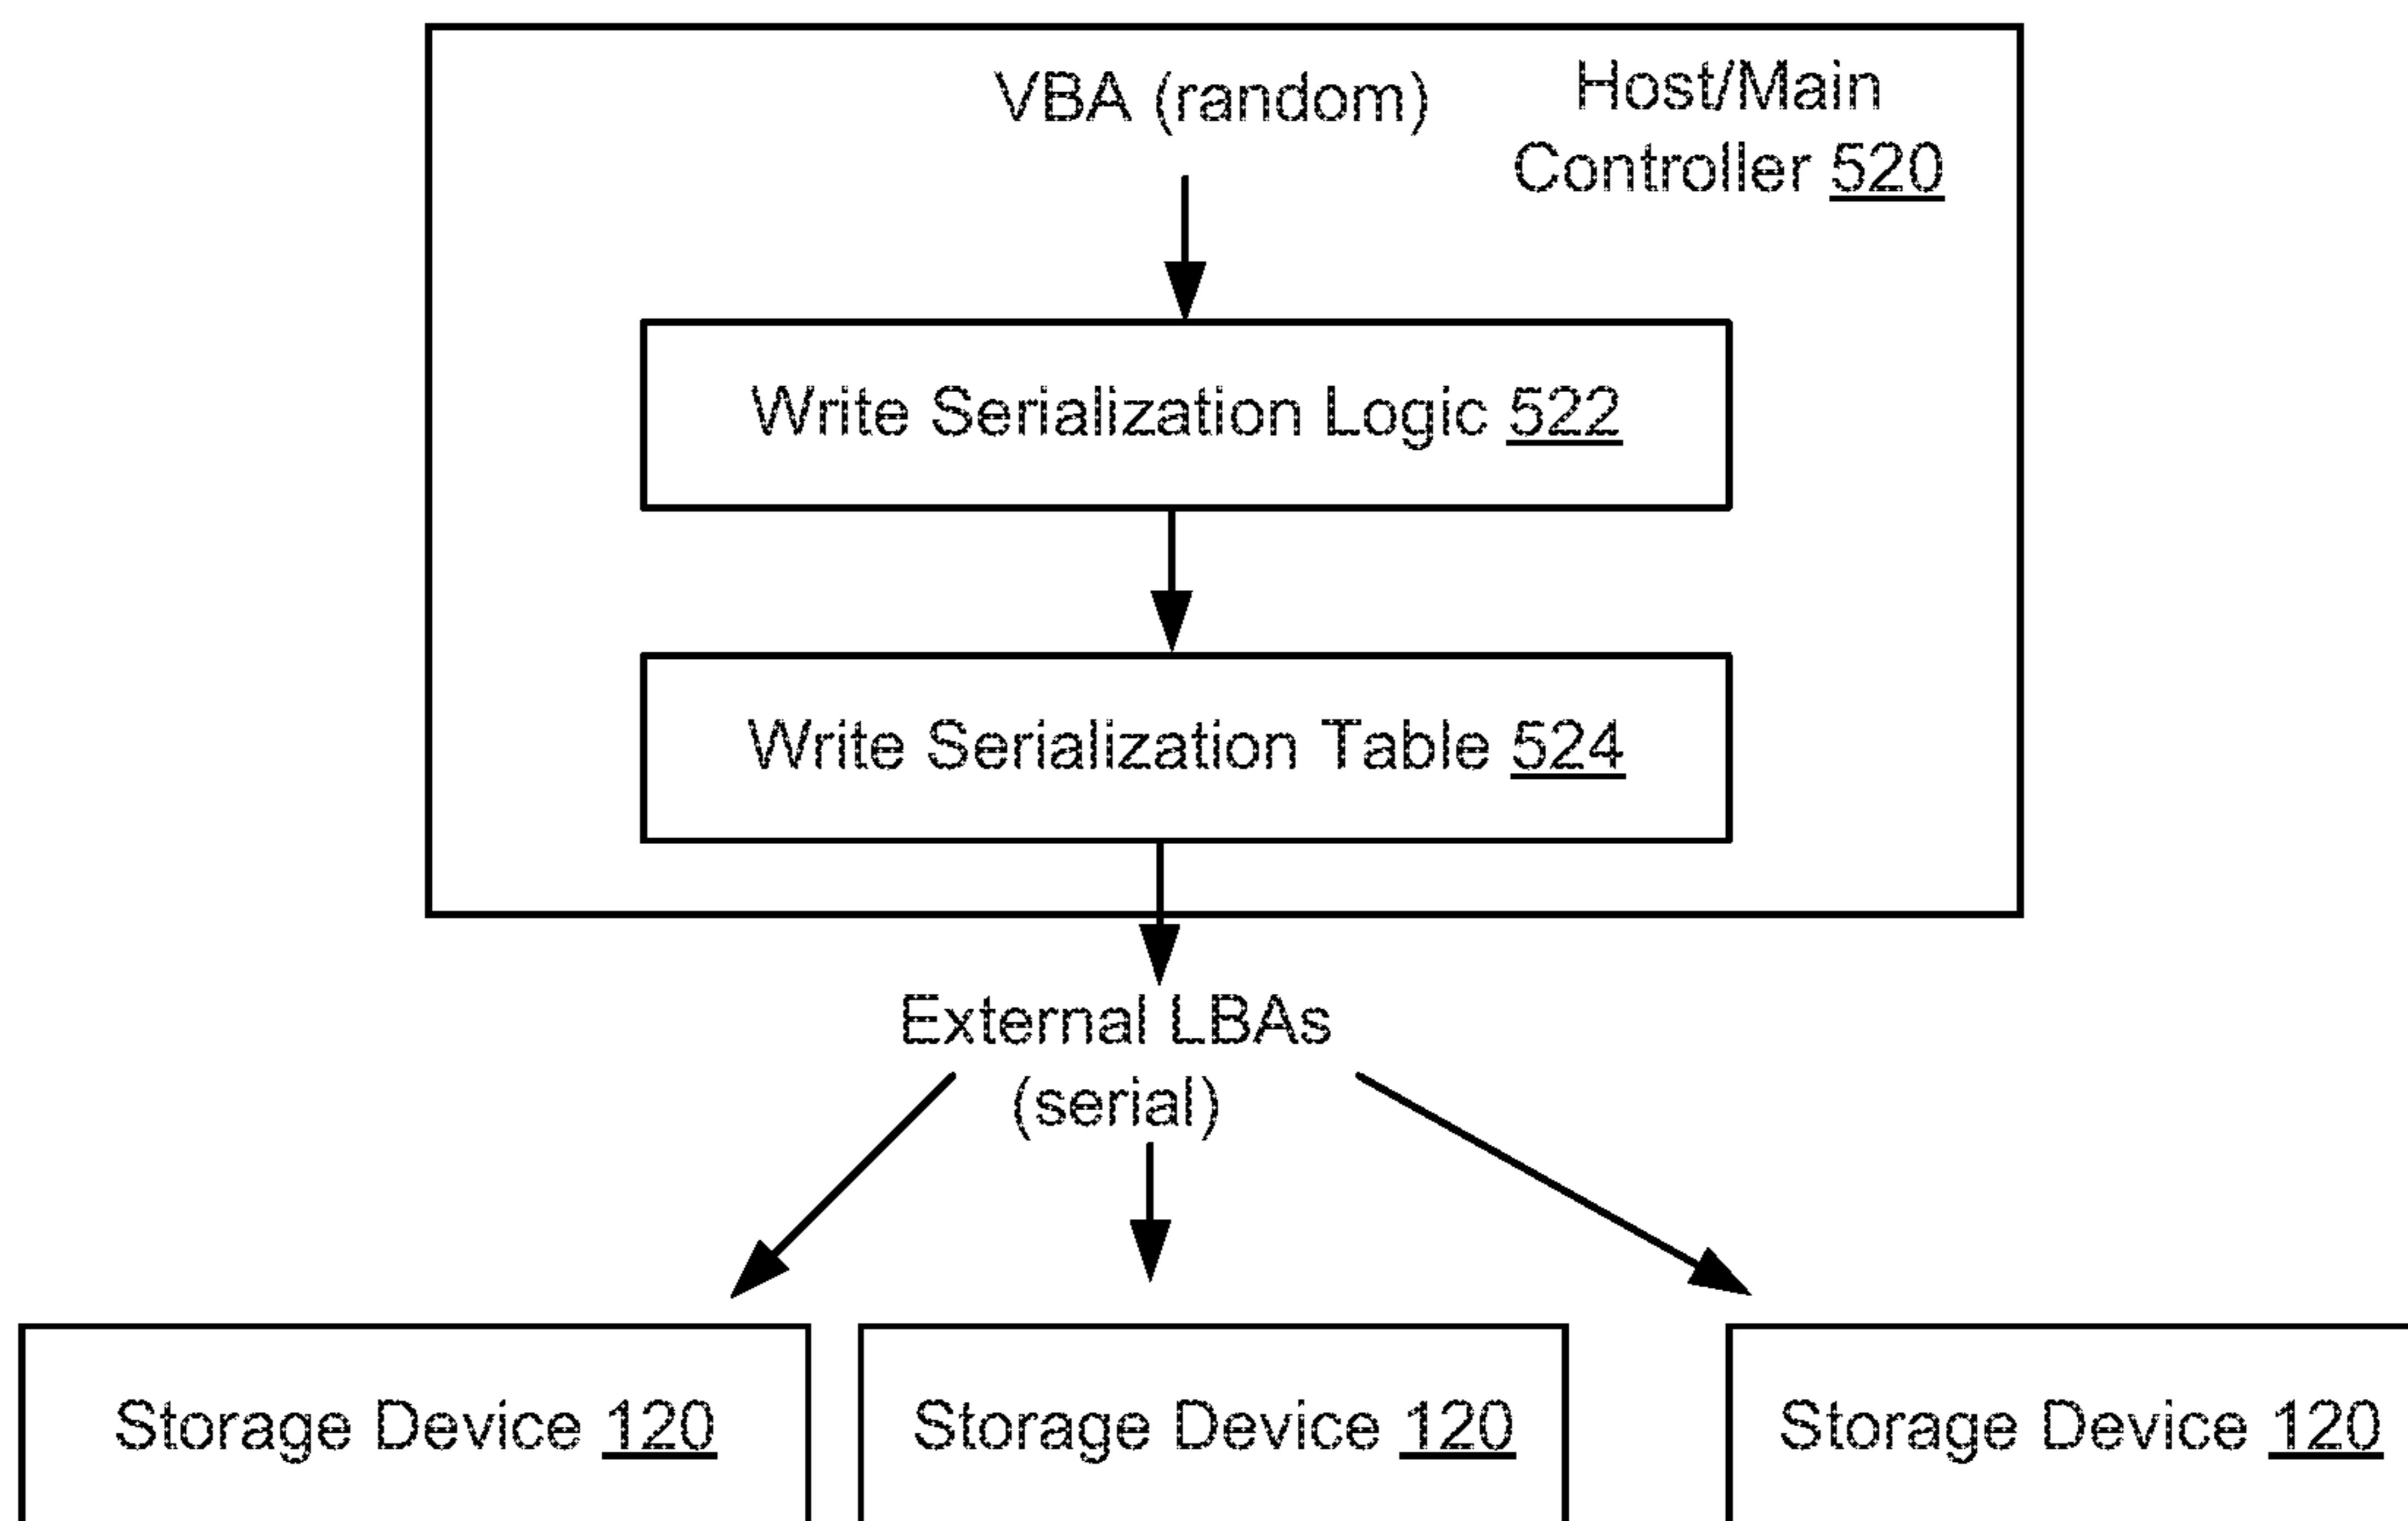 VBA (random)
Host/Main
Controller 520
Write Serialization Logic 522
Write Serialization Table 524
External LBAs
(serial)
Storage Device 120
Storage Device 120
Storage Device 120